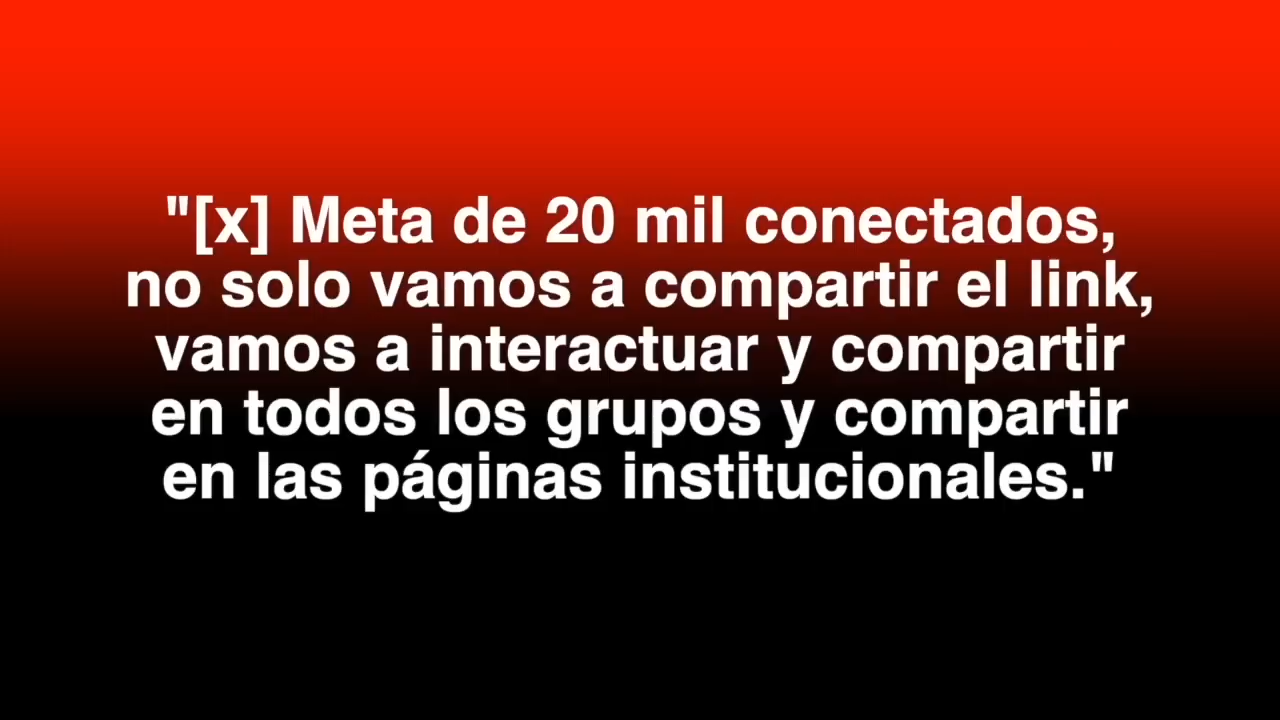 "[x] Meta de 20 mil conectados,
no solo vamos a compartir el link,
vamos a interactuar y compartir
en todos los grupos y compartir
en las páginas institucionales."